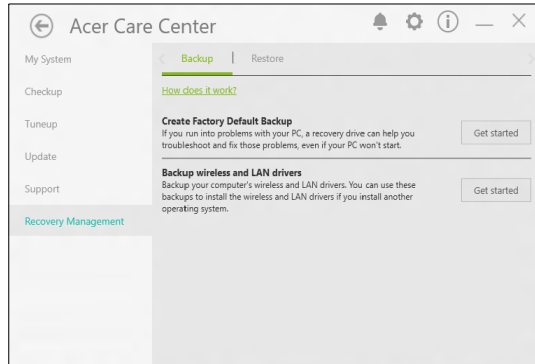 Acer Care Center
My System
Checkup
Tuneup
Update
Support
Recovery Management
Backup
Restore
How does it work?
Create Factory Default Backup
If you run into problems with your PC, a recovery drive can help you
troubleshoot and fix those problems, even if your PC won't start.
Get started
Backup wireless and LAN drivers
Backup your computer's wireless and LAN drivers. You can use these
backups to install the wireless and LAN drivers if you install another
operating system.
Get started